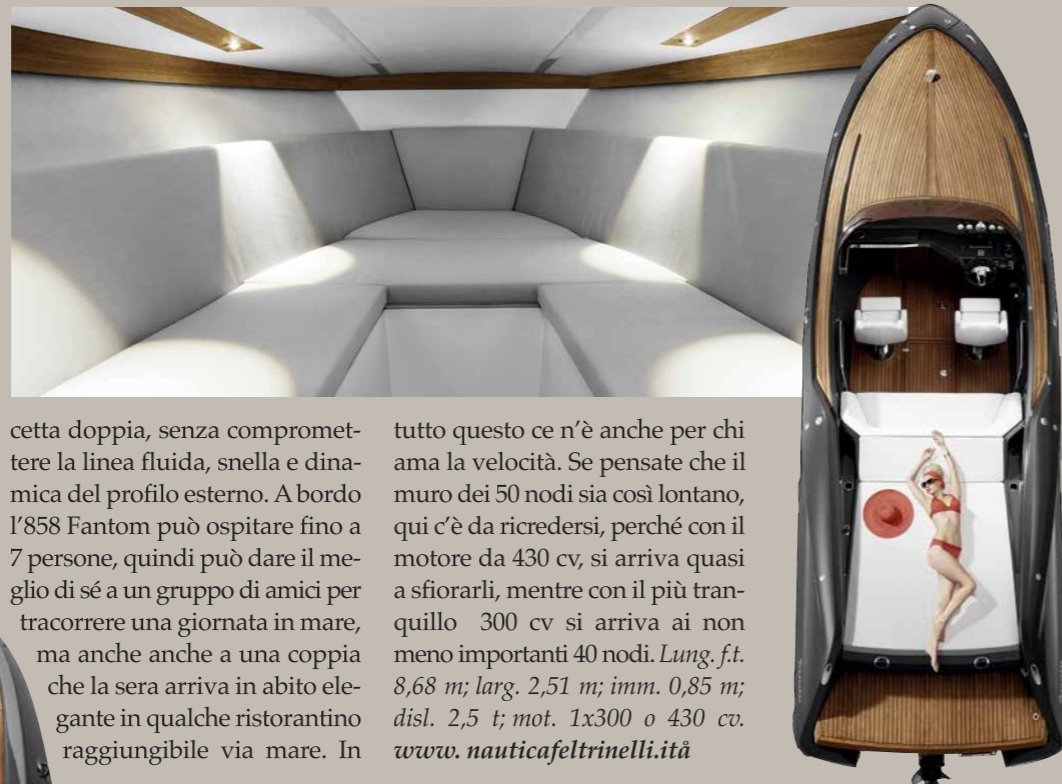 cetta doppia, senza compromet-
tere la linea fluida, snella e dina-
mica del profilo esterno. A bordo
l'858 Fantom può ospitare fino a
7 persone, quindi può dare il me-
glio di sé a un gruppo di amici per
tracorrere una giornata in mare,
ma anche anche a una coppia
che la sera arriva in abito ele-
gante in qualche ristorantino
raggiungibile via mare. In
tutto questo ce n'è anche per chi
ama la velocità. Se pensate che il
muro dei 50 nodi sia così lontano,
qui c'è da ricredersi, perché con il
motore da 430 cv, si arriva quasi
a sfiorarli, mentre con il più tran-
quillo 300 cv si arriva ai non
meno importanti 40 nodi. Lung. f.t.
8,68 m; larg. 2,51 m; imm. 0,85 m;
disl. 2,5 t; mot. 1x300 o 430 cv.
www. nauticafeltrinelli.itå